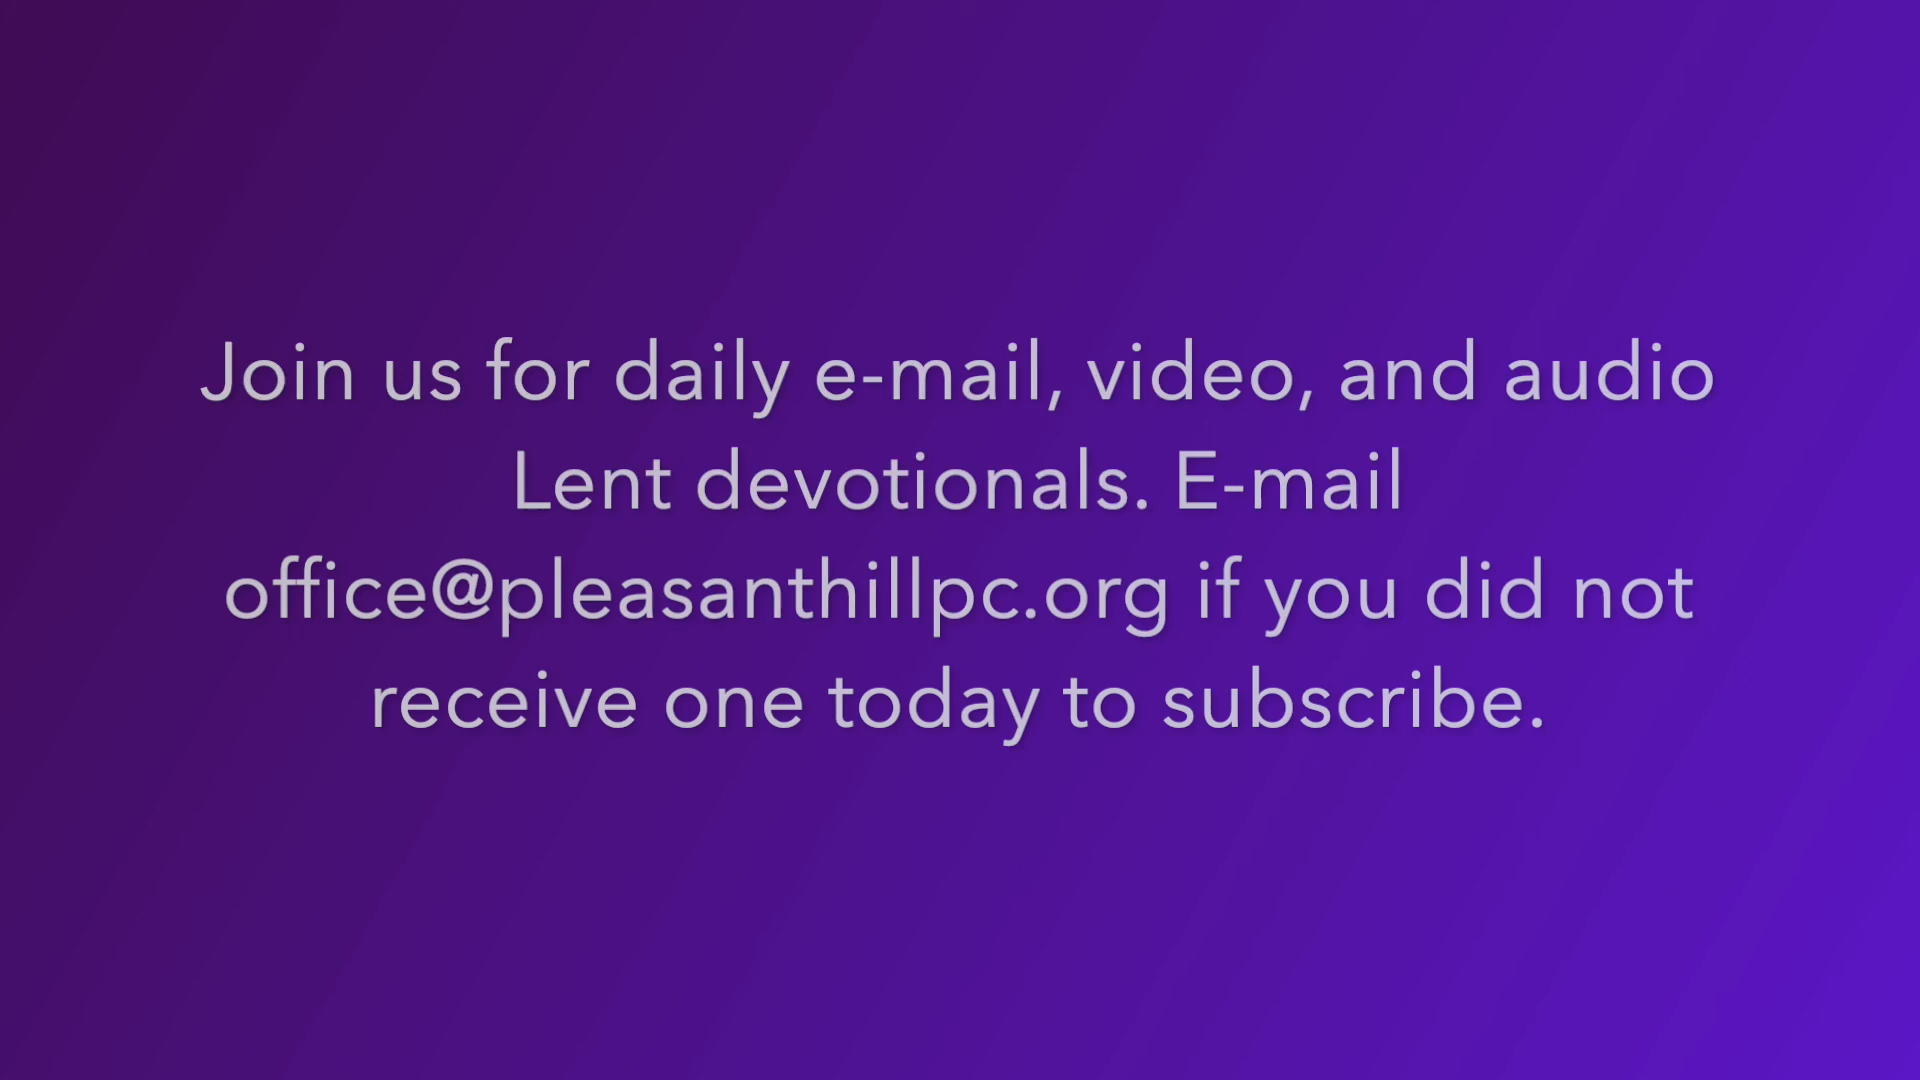 Join us for daily e-mail, video, and audio
Lent devotionals. E-mail
office@pleasanthillpc.org if you did not
receive one today to subscribe.